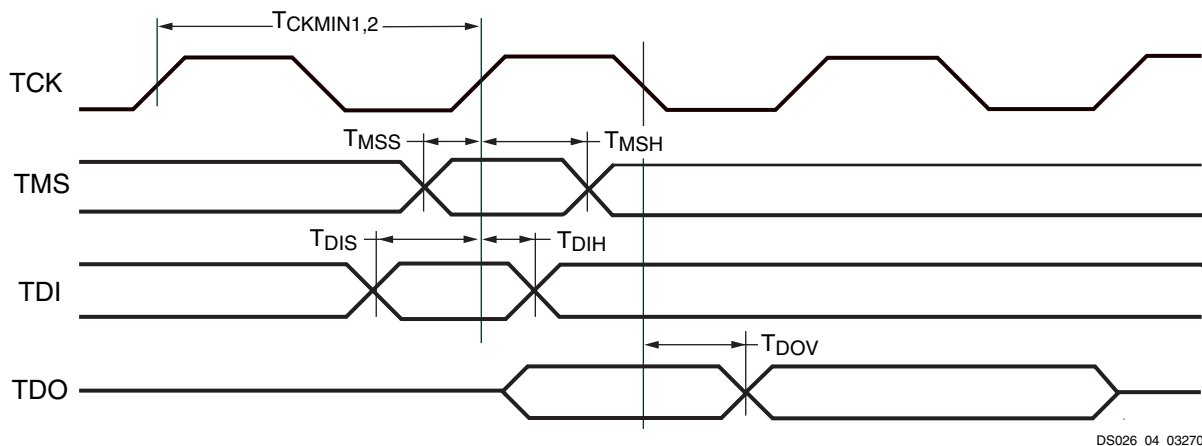 TCKMIN1,2
TCK
TMSS
TMSH
TMS
TDIS
TDIH
TDI
TDOV
TDO
DS026_04_03270